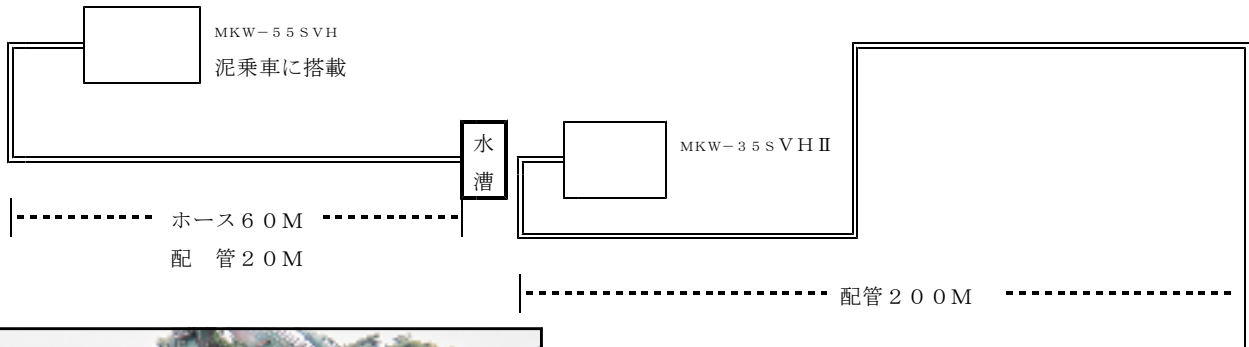 MKW－５５SVH
泥乗車に搭載
水
漕
MKW－３５SVHⅡ
ホース６０M
配　管２０M
配管２００M